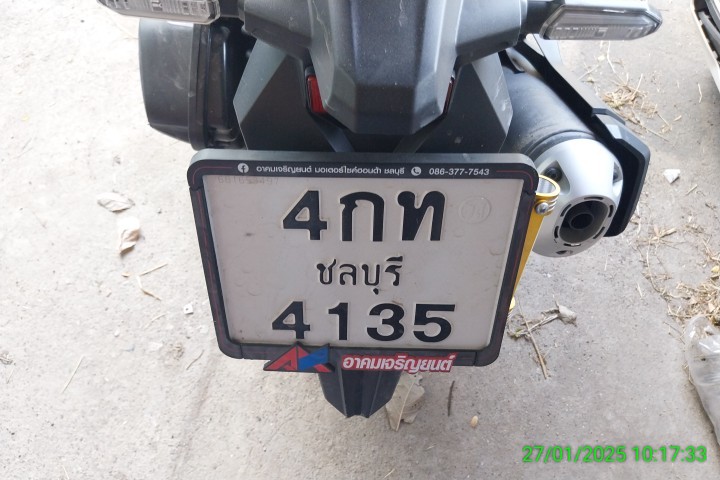 อาคมเจริญยนต์ มอเตอร์ไซค์ฮอนด้า ชลบุรี 086-377-7543
4กท
ชลบุรี
4135
อาคมเจริญยนต์
27/01/2025 10:17:33